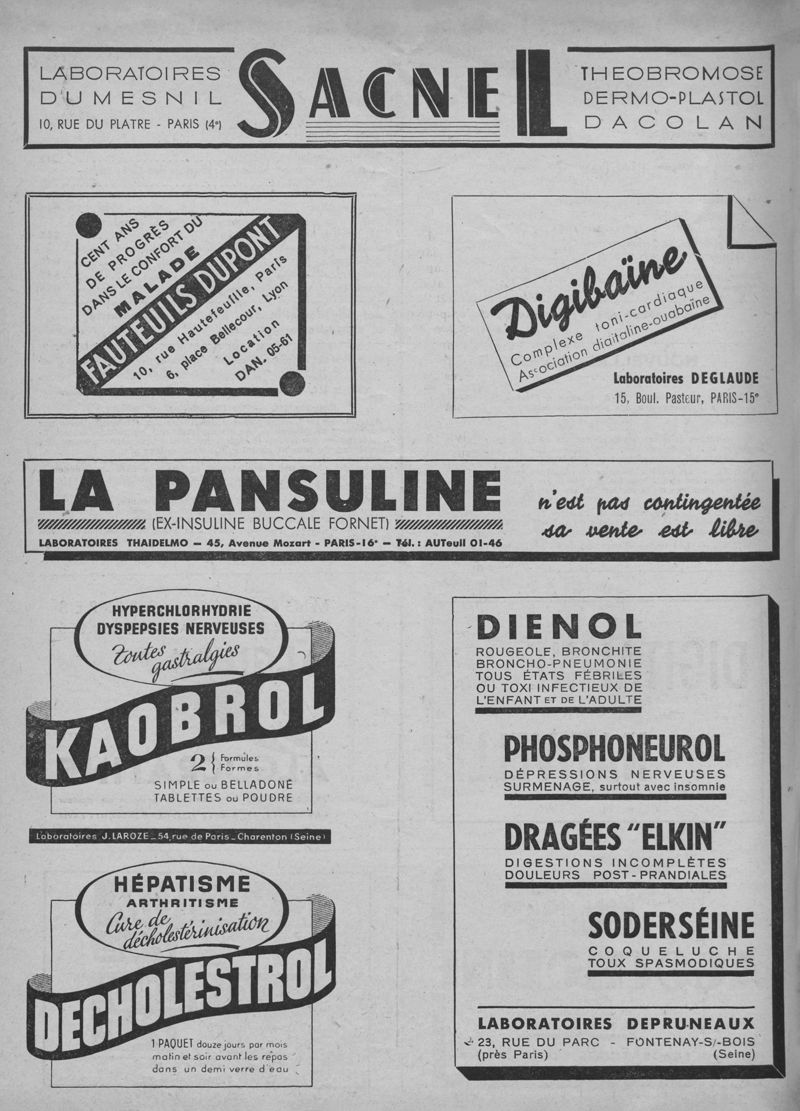 LABORATOIRES
DUMESNIL
10, RUE DU PLATRE - PARIS (4e)
SACNEL
THEOBROMOSE
DERMO-PLASTOL
DACOLAN
CENT ANS
DE PROGRÈS
DANS LE CONFORT DU
MALADE
FAUTEUILS DUPONT
10, rue Hautefeuille, Paris
6, place Bellecour, Lyon
Location
DAN. 05-61
Digibaïne
Complexe toni-cardiaque
Association digitaline-ouabaïne
Laboratoires DEGLAUDE
15, Boul. Pasteur, PARIS-15e
LA PANSULINE
(EX-INSULINE BUCCALE FORNET)
LABORATOIRES THAIDELMO — 45, Avenue Mozart - PARIS-16e — Tél. : AUTeuil 01-46
n'est pas contingentée
sa vente est libre
HYPERCHLORHYDRIE
DYSPEPSIES NERVEUSES
toutes
gastralgies
KAOBROL
2 { Formules
Formes
SIMPLE ou BELLADONÉ
TABLETTES ou POUDRE
Laboratoires J. LAROZE _ 54, rue de Paris _ Charenton (Seine)
HÉPATISME
ARTHRITISME
Cure de
décholestérinisation
DECHOLESTROL
1 PAQUET douze jours par mois
matin et soir avant les repas
dans un demi verre d'eau
DIENOL
ROUGEOLE, BRONCHITE
BRONCHO-PNEUMONIE
TOUS ÉTATS FÉBRILES
OU TOXI INFECTIEUX DE
L'ENFANT ET DE L'ADULTE
PHOSPHONEUROL
DÉPRESSIONS NERVEUSES
SURMENAGE, surtout avec insomnie
DRAGÉES "ELKIN"
DIGESTIONS INCOMPLÈTES
DOULEURS POST-PRANDIALES
SODERSÉINE
COQUELUCHE
TOUX SPASMODIQUES
LABORATOIRES DEPRUNEAUX
23, RUE DU PARC - FONTENAY-S/-BOIS
(près Paris) (Seine)